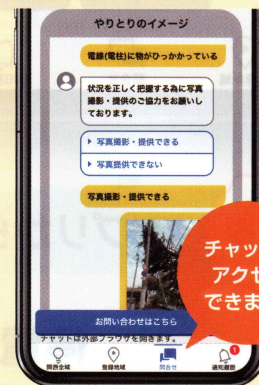 やりとりのイメージ
電線(電柱)に物がひっかかっている
状況を正しく把握する為に写真
撮影・提供のご協力をお願いし
ております。
写真撮影・提供できる
写真提供できない
写真撮影・提供できる
チャッ
アクセ
できま
お問い合わせはこちら
チャットは外部ブラウザを開きます。
関西全域
登録地域
問合せ
通知履歴